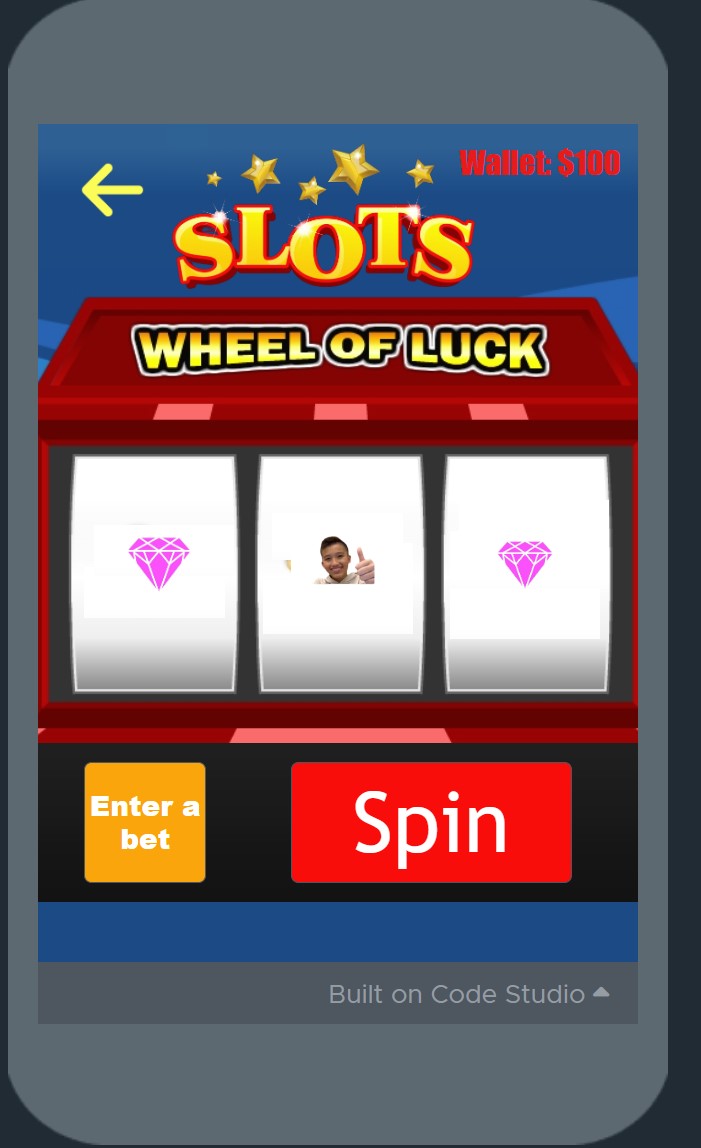 Wallet: $100
SLOTS
WHEEL OF LUCK
Enter a
bet
Spin
Built on Code Studio